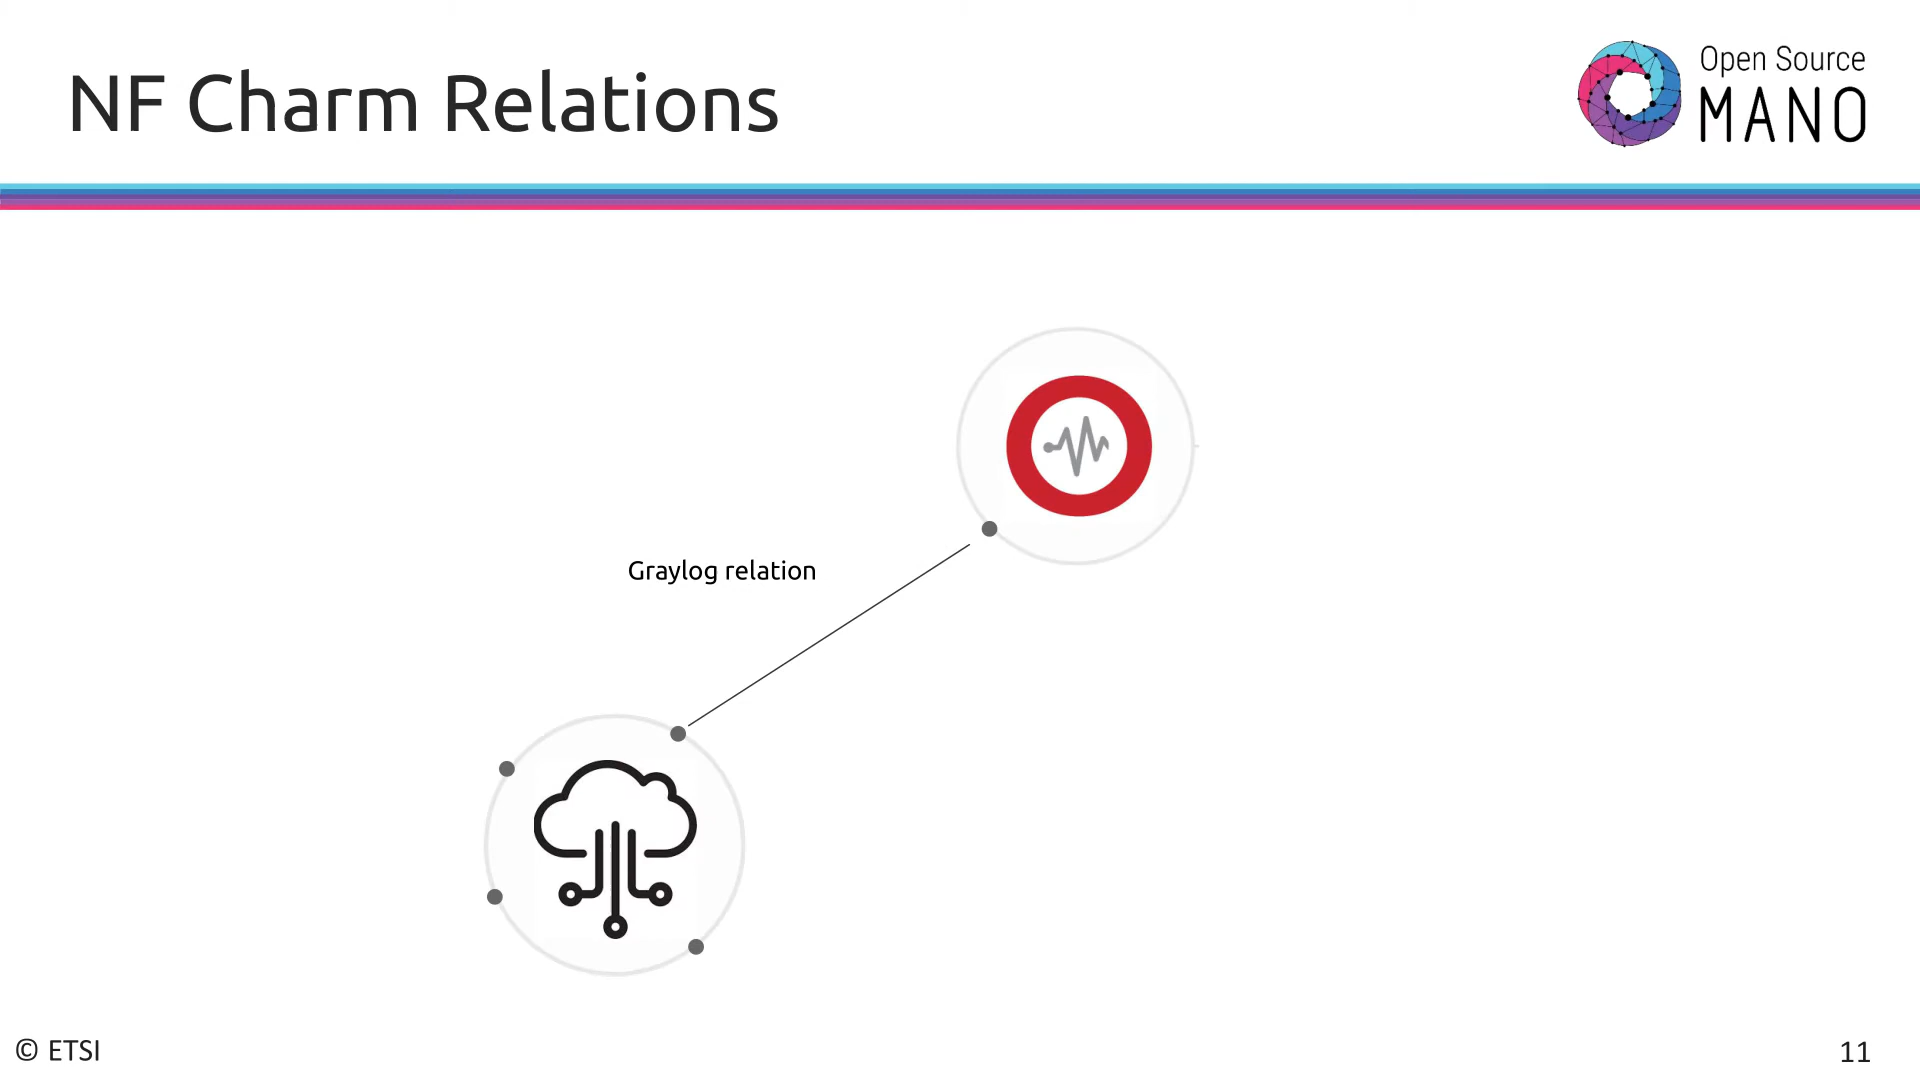 NF Charm Relations
Open Source
MANO
Graylog relation
© ETSI
11